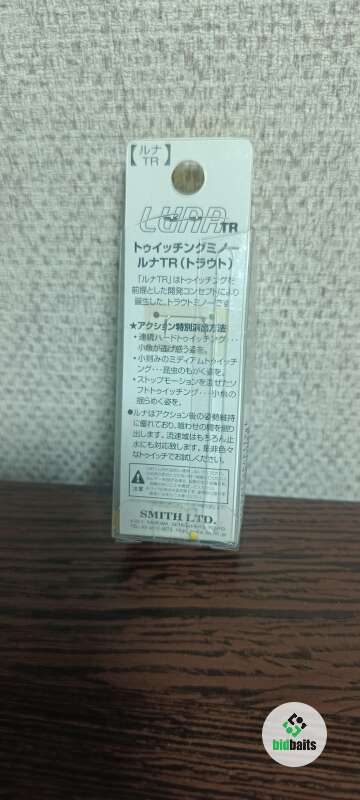 【ルナ
TR】
LUNA TR
トゥイッチングミノー
ルナTR(トラウト)
「ルナTR」はトゥイッチングを
前提とした開発コンセプトにより
誕生した、トラウトミノーです。
★アクション特別演出方法
・連続ハードトゥイッチング・・・
小魚が逃げ惑う姿を。
・小刻みのミディアムトゥイッチ
ング・・・昆虫のもがく姿を。
・ストップモーションを混ぜたソ
フトトゥイッチング・・・小魚の
揺らめく姿を。
●ルナはアクション後の姿勢維持
に優れており、喰わせの間を創り
出します。流速域はもちろん止
水にも対応致します。是非色々
なトゥイッチでお試しください。
注意
SMITH LTD.
bidbaits